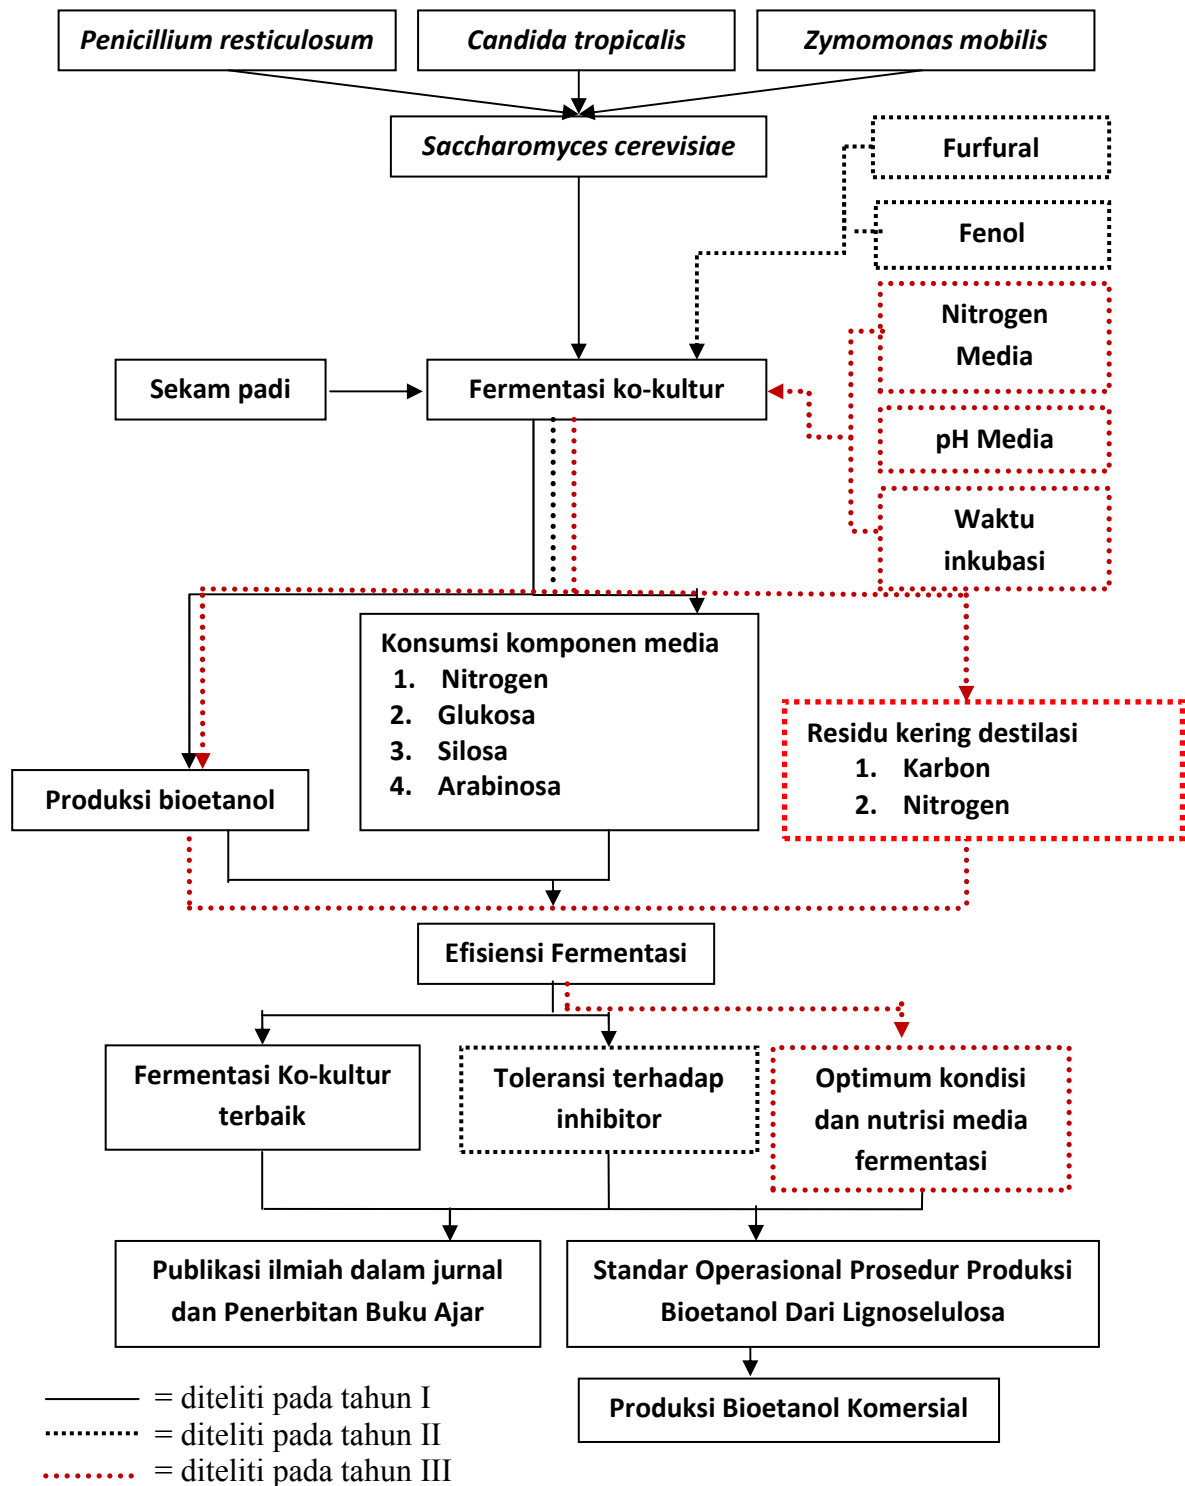 Penicillium resticulosum
Candida tropicalis
Zymomonas mobilis
Saccharomyces cerevisiae
Furfural
Fenol
Nitrogen
Media
Sekam padi
Fermentasi ko-kultur
pH Media
Waktu
inkubasi
Konsumsi komponen media
1. Nitrogen
2. Glukosa
3. Silosa
4. Arabinosa
Residu kering destilasi
1. Karbon
2. Nitrogen
Produksi bioetanol
Efisiensi Fermentasi
Fermentasi Ko-kultur
terbaik
Toleransi terhadap
inhibitor
Optimum kondisi
dan nutrisi media
fermentasi
Publikasi ilmiah dalam jurnal
dan Penerbitan Buku Ajar
Standar Operasional Prosedur Produksi
Bioetanol Dari Lignoselulosa
Produksi Bioetanol Komersial
= diteliti pada tahun I
= diteliti pada tahun II
= diteliti pada tahun III